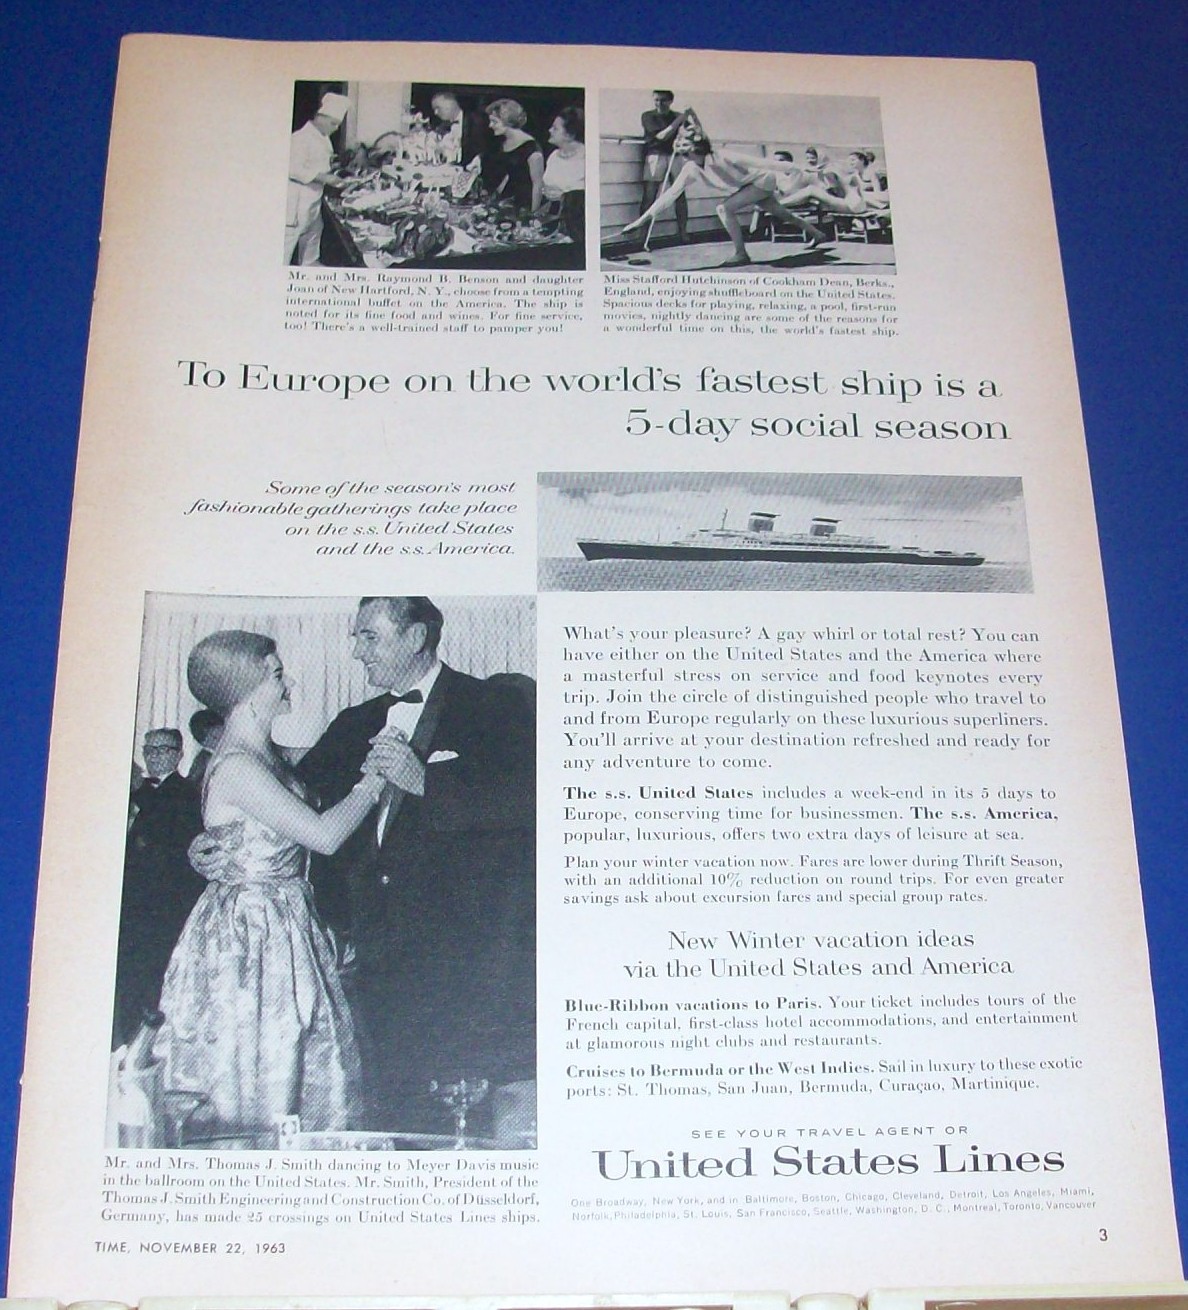 Mr. and Mrs. Raymond B. Benson and daughter
Joan of New Hartford, N. Y., choose from a tempting
international buffet on the America. The ship is
noted for its fine food and wines. For fine service,
too! There's a well-trained staff to pamper you!
Miss Stafford Hutchinson of Cookham Dean, Berks.,
England, enjoying shuffleboard on the United States.
Spacious decks for playing, relaxing, a pool, first-run
movies, nightly dancing are some of the reasons for
a wonderful time on this, the world's fastest ship.
To Europe on the world's fastest ship is a
5-day social season
Some of the season's most
fashionable gatherings take place
on the s.s. United States
and the s.s. America.
What's your pleasure? A gay whirl or total rest? You can
have either on the United States and the America where
a masterful stress on service and food keynotes every
trip. Join the circle of distinguished people who travel to
and from Europe regularly on these luxurious superliners.
You'll arrive at your destination refreshed and ready for
any adventure to come.
The s.s. United States includes a week-end in its 5 days to
Europe, conserving time for businessmen. The s.s. America,
popular, luxurious, offers two extra days of leisure at sea.
Plan your winter vacation now. Fares are lower during Thrift Season,
with an additional 10% reduction on round trips. For even greater
savings ask about excursion fares and special group rates.
New Winter vacation ideas
via the United States and America
Blue-Ribbon vacations to Paris. Your ticket includes tours of the
French capital, first-class hotel accommodations, and entertainment
at glamorous night clubs and restaurants.
Cruises to Bermuda or the West Indies. Sail in luxury to these exotic
ports: St. Thomas, San Juan, Bermuda, Curaçao, Martinique.
SEE YOUR TRAVEL AGENT OR
United States Lines
One Broadway, New York, and in Baltimore, Boston, Chicago, Cleveland, Detroit, Los Angeles, Miami,
Norfolk, Philadelphia, St. Louis, San Francisco, Seattle, Washington, D. C., Montreal, Toronto, Vancouver
Mr. and Mrs. Thomas J. Smith dancing to Meyer Davis music
in the ballroom on the United States. Mr. Smith, President of the
Thomas J. Smith Engineering and Construction Co. of Düsseldorf,
Germany, has made 25 crossings on United States Lines ships.
TIME, NOVEMBER 22, 1963
3